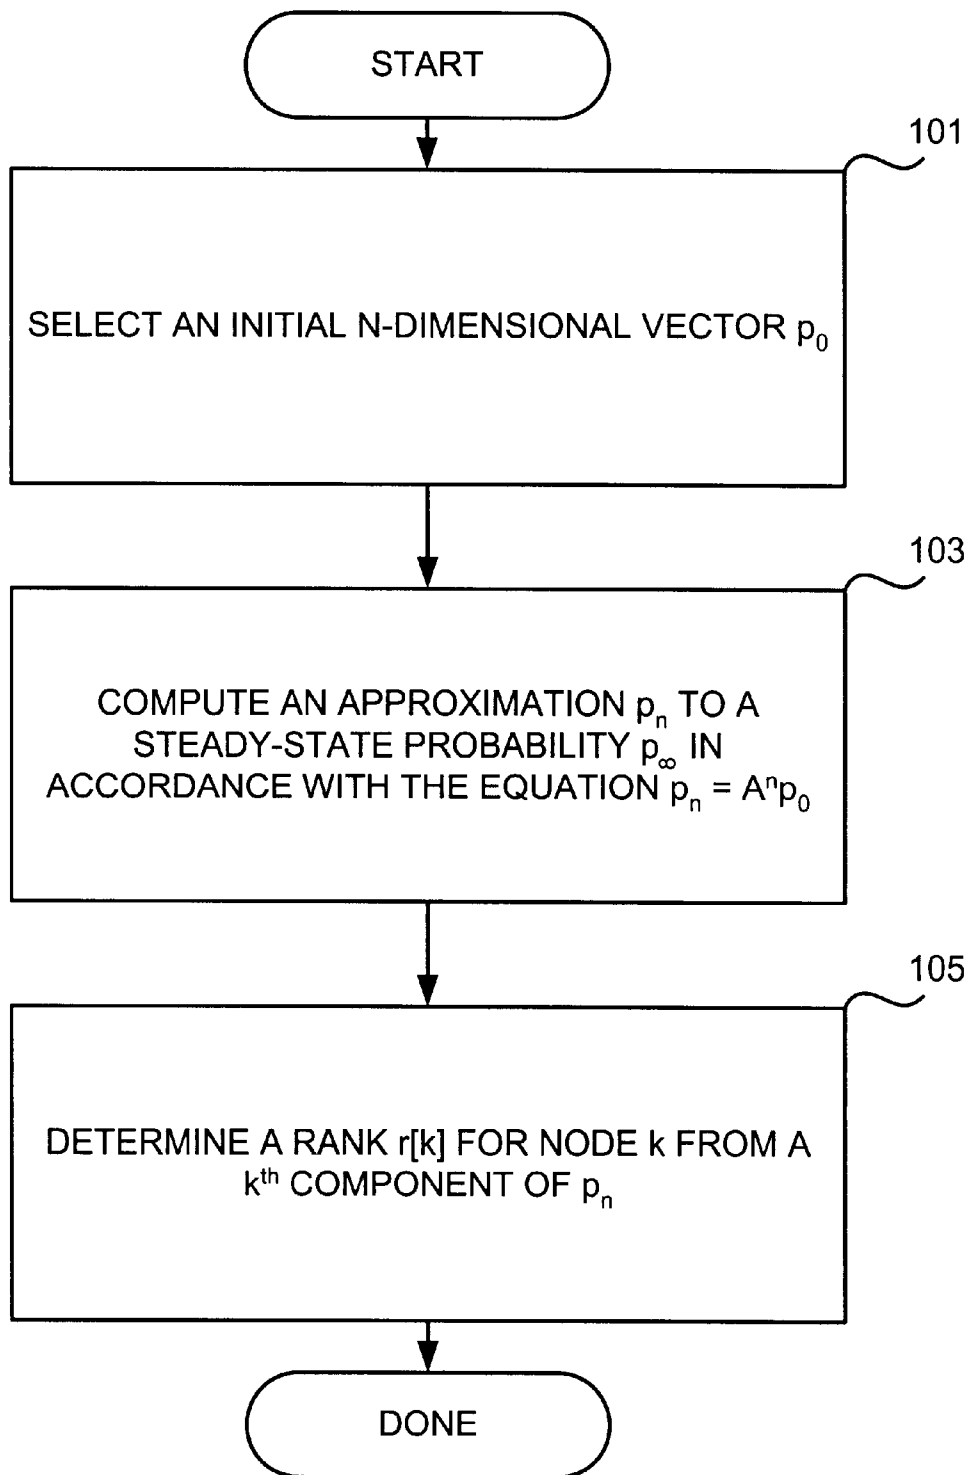 START
101
SELECT AN INITIAL N-DIMENSIONAL VECTOR p₀
103
COMPUTE AN APPROXIMATION pₙ TO A
STEADY-STATE PROBABILITY p∞ IN
ACCORDANCE WITH THE EQUATION pₙ = Aⁿp₀
105
DETERMINE A RANK r[k] FOR NODE k FROM A
kᵗʰ COMPONENT OF pₙ
DONE